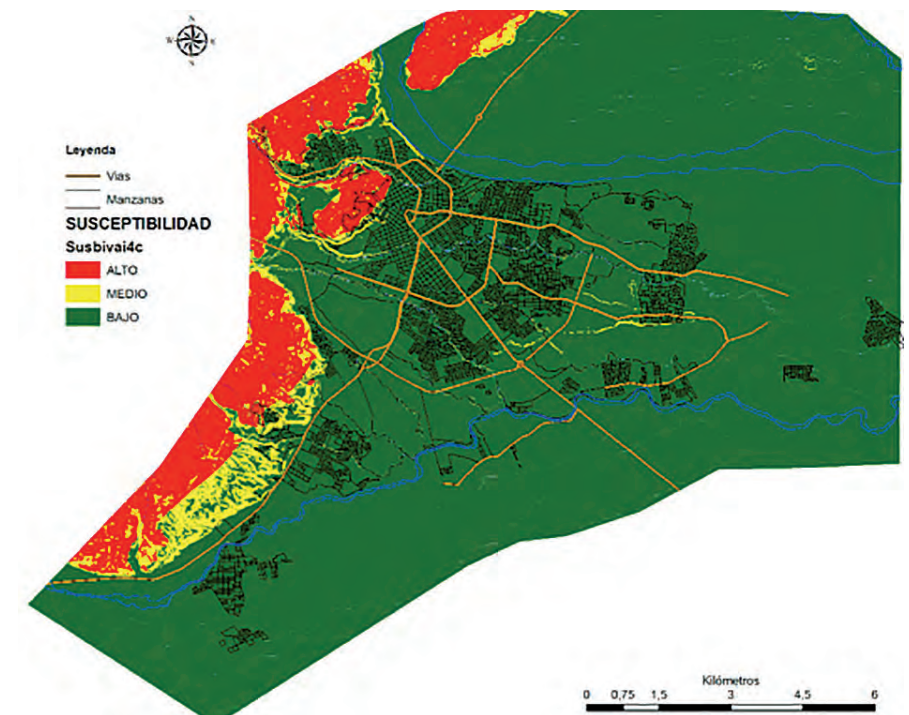 N
W
E
S
Leyenda
Vias
Manzanas
SUSCEPTIBILIDAD
Susbivai4c
ALTO
MEDIO
BAJO
Kilómetros
0 0,75 1,5 3 4,5 6